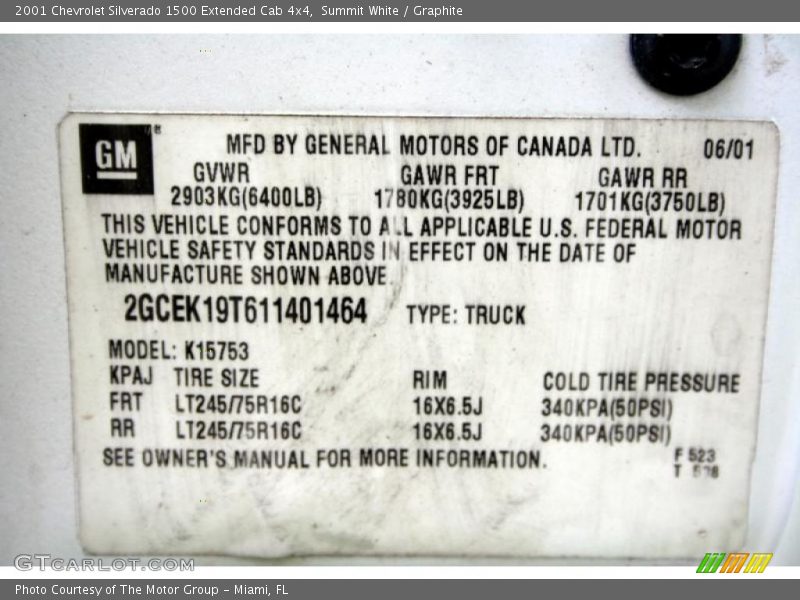 2001 Chevrolet Silverado 1500 Extended Cab 4x4,  Summit White / Graphite
GM
MFD BY GENERAL MOTORS OF CANADA LTD. 06/01
GVWR GAWR FRT GAWR RR
2903KG(6400LB) 1780KG(3925LB) 1701KG(3750LB)
THIS VEHICLE CONFORMS TO ALL APPLICABLE U.S. FEDERAL MOTOR
VEHICLE SAFETY STANDARDS IN EFFECT ON THE DATE OF
MANUFACTURE SHOWN ABOVE.
2GCEK19T611401464 TYPE: TRUCK
MODEL: K15753
KPAJ TIRE SIZE RIM COLD TIRE PRESSURE
FRT LT245/75R16C 16X6.5J 340KPA(50PSI)
RR LT245/75R16C 16X6.5J 340KPA(50PSI)
SEE OWNER'S MANUAL FOR MORE INFORMATION.
F 523
T
GTCARLOT.COM
Photo Courtesy of The Motor Group - Miami, FL